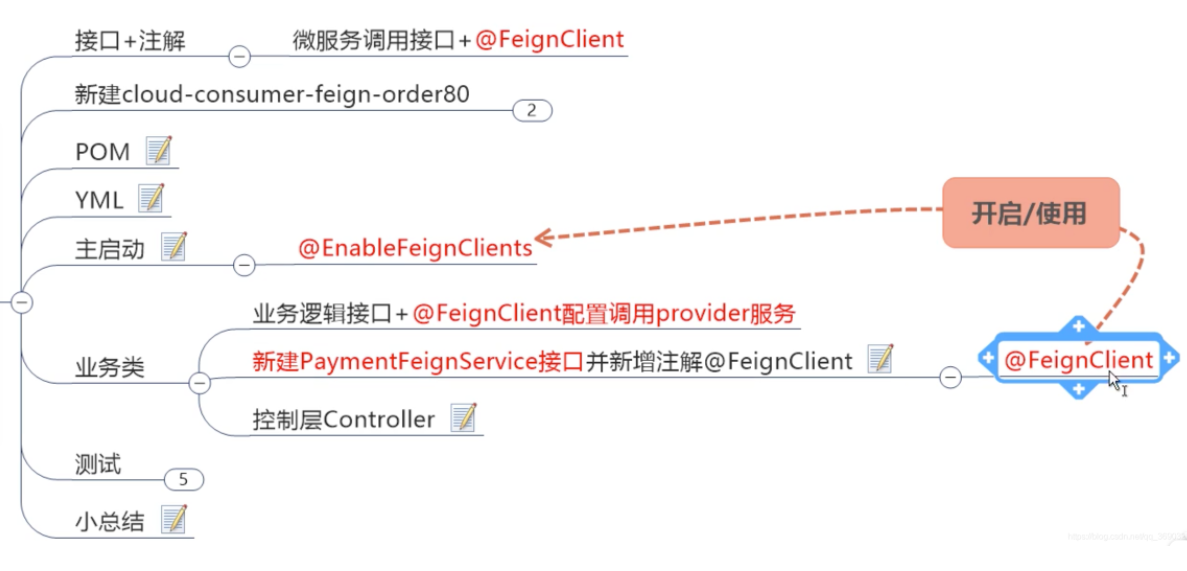 接口+注解
微服务调用接口+@FeignClient
新建cloud-consumer-feign-order80
2
POM
YML
主启动
@EnableFeignClients
开启/使用
业务类
业务逻辑接口+@FeignClient配置调用provider服务
新建PaymentFeignService接口并新增注解@FeignClient
@FeignClient
控制层Controller
测试
5
小总结